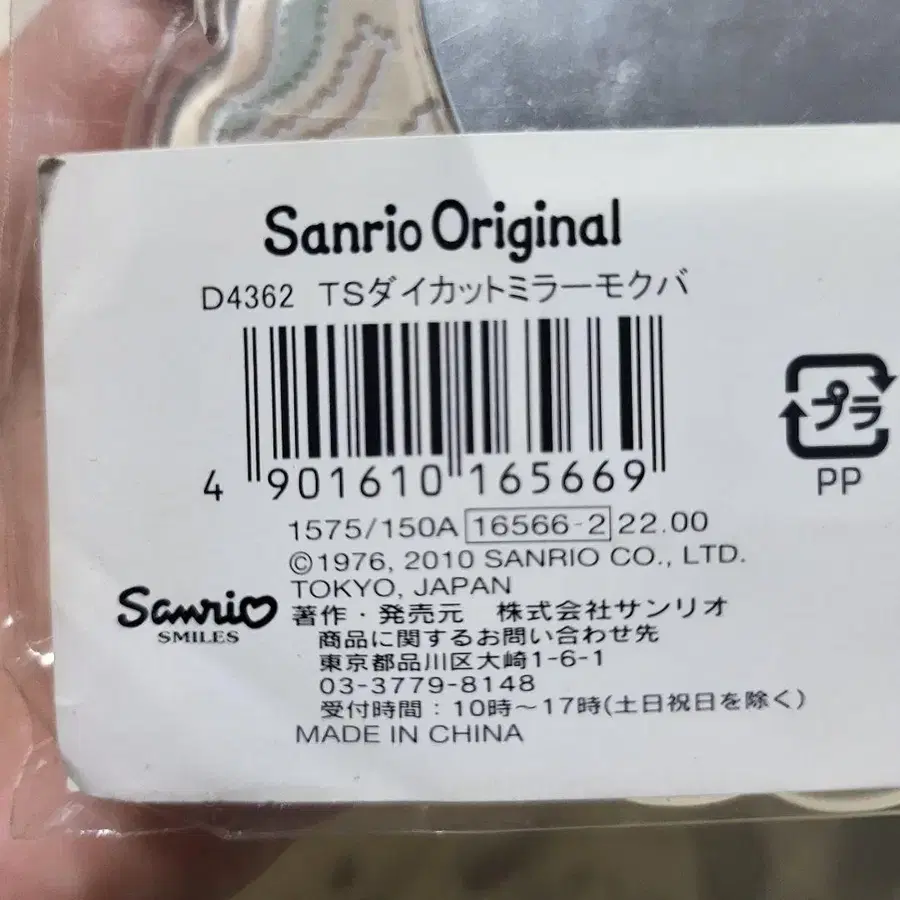 Sanrio Original
D4362 TSダイカットミラーモクバ
4 901610 165669
プラ
PP
1575/150A 16566-2 22.00
©1976, 2010 SANRIO CO., LTD.
TOKYO, JAPAN
Sanrio
SMILES
著作・発売元 株式会社サンリオ
商品に関するお問い合わせ先
東京都品川区大崎1-6-1
03-3779-8148
受付時間：10時～17時(土日祝日を除く)
MADE IN CHINA